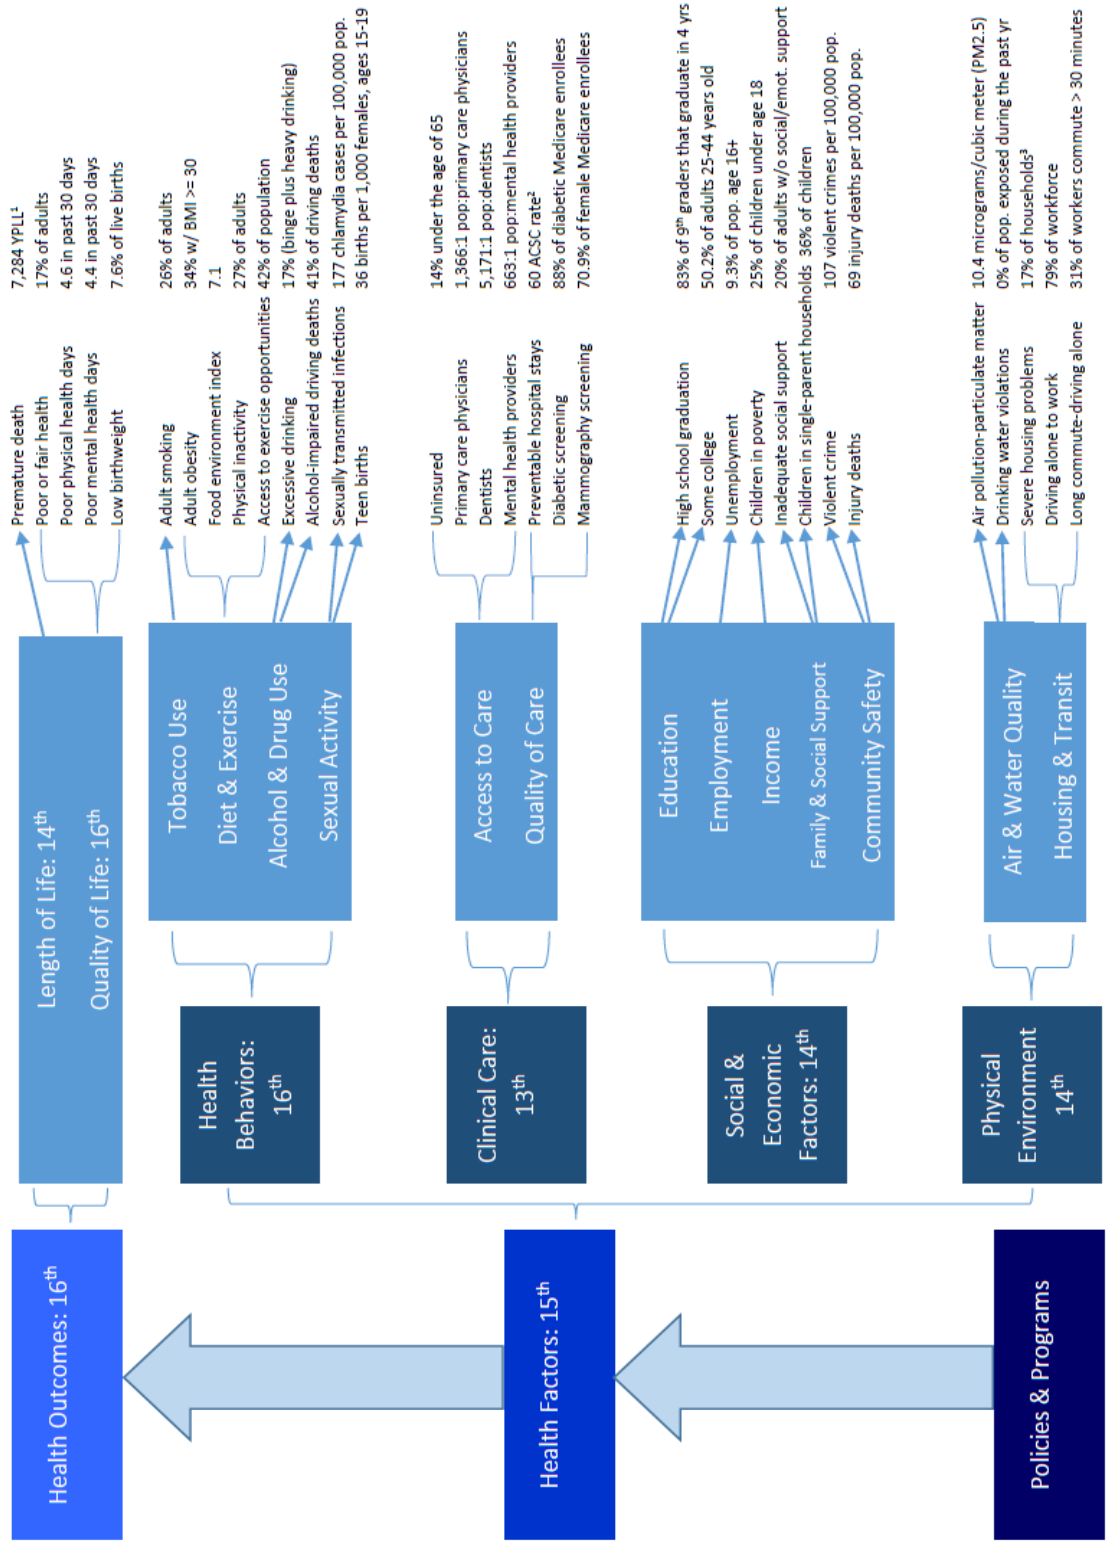 Health Outcomes: 16th
Length of Life: 14th
Quality of Life: 16th
Premature death 7,284 YPLL¹
Poor or fair health 17% of adults
Poor physical health days 4.6 in past 30 days
Poor mental health days 4.4 in past 30 days
Low birthweight 7.6% of live births
Health Factors: 15th
Health
Behaviors:
16th
Tobacco Use
Diet & Exercise
Alcohol & Drug Use
Sexual Activity
Adult smoking 26% of adults
Adult obesity 34% w/ BMI >= 30
Food environment index 7.1
Physical inactivity 27% of adults
Access to exercise opportunities 42% of population
Excessive drinking 17% (binge plus heavy drinking)
Alcohol-impaired driving deaths 41% of driving deaths
Sexually transmitted infections 177 chlamydia cases per 100,000 pop.
Teen births 36 births per 1,000 females, ages 15-19
Clinical Care:
13th
Access to Care
Quality of Care
Uninsured 14% under the age of 65
Primary care physicians 1,366:1 pop:primary care physicians
Dentists 5,171:1 pop:dentists
Mental health providers 663:1 pop:mental health providers
Preventable hospital stays 60 ACSC rate²
Diabetic screening 88% of diabetic Medicare enrollees
Mammography screening 70.9% of female Medicare enrollees
Social &
Economic
Factors: 14th
Education
Employment
Income
Family & Social Support
Community Safety
High school graduation 83% of 9th graders that graduate in 4 yrs
Some college 50.2% of adults 25-44 years old
Unemployment 9.3% of pop. age 16+
Children in poverty 25% of children under age 18
Inadequate social support 20% of adults w/o social/emot. support
Children in single-parent households 36% of children
Violent crime 107 violent crimes per 100,000 pop.
Injury deaths 69 injury deaths per 100,000 pop.
Policies & Programs
Physical
Environment
14th
Air & Water Quality
Housing & Transit
Air pollution-particulate matter 10.4 micrograms/cubic meter (PM2.5)
Drinking water violations 0% of pop. exposed during the past yr
Severe housing problems 17% of households³
Driving alone to work 79% of workforce
Long commute-driving alone 31% of workers commute > 30 minutes